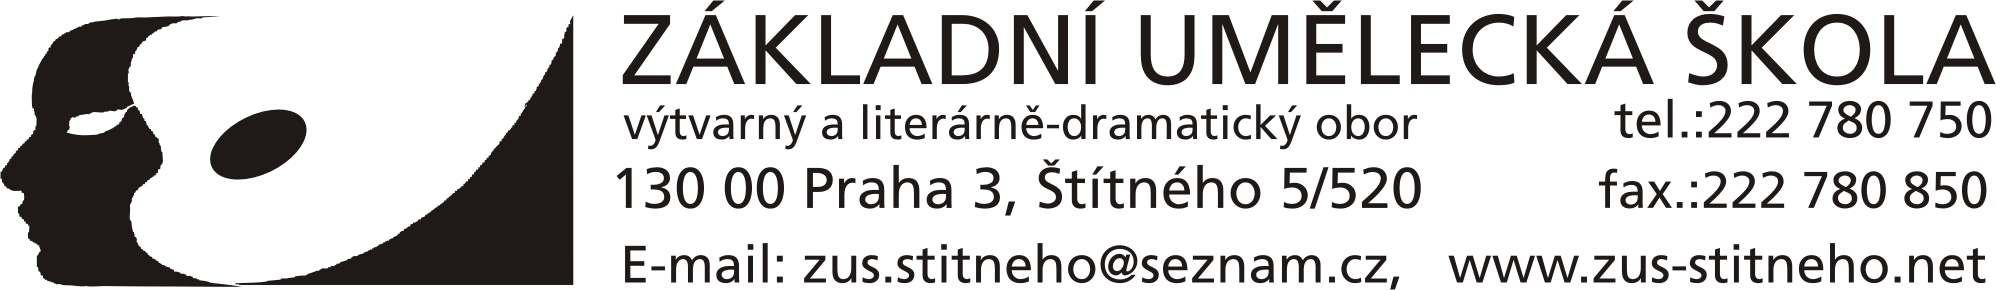 ZÁKLADNÍ UMĚLECKÁ ŠKOLA
výtvarný a literárně-dramatický obor tel.:222 780 750
130 00 Praha 3, Štítného 5/520 fax.:222 780 850
E-mail: zus.stitneho@seznam.cz, www.zus-stitneho.net